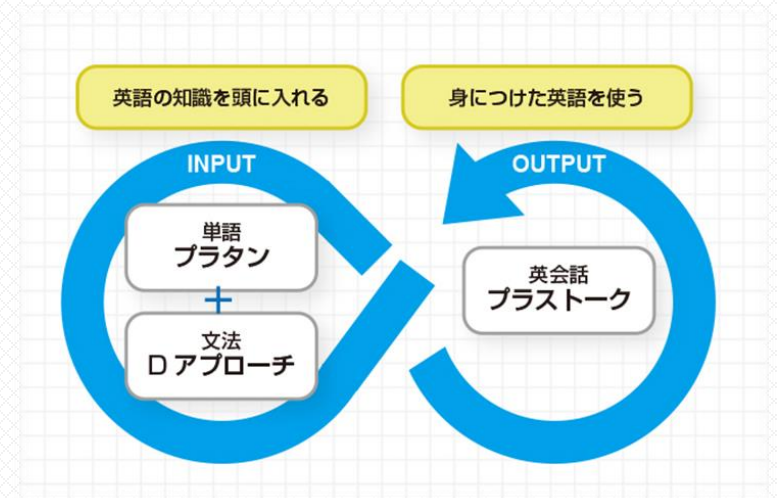 英語の知識を頭に入れる
身につけた英語を使う
INPUT
OUTPUT
単語
プラタン
+
文法
D アプローチ
英会話
プラストーク